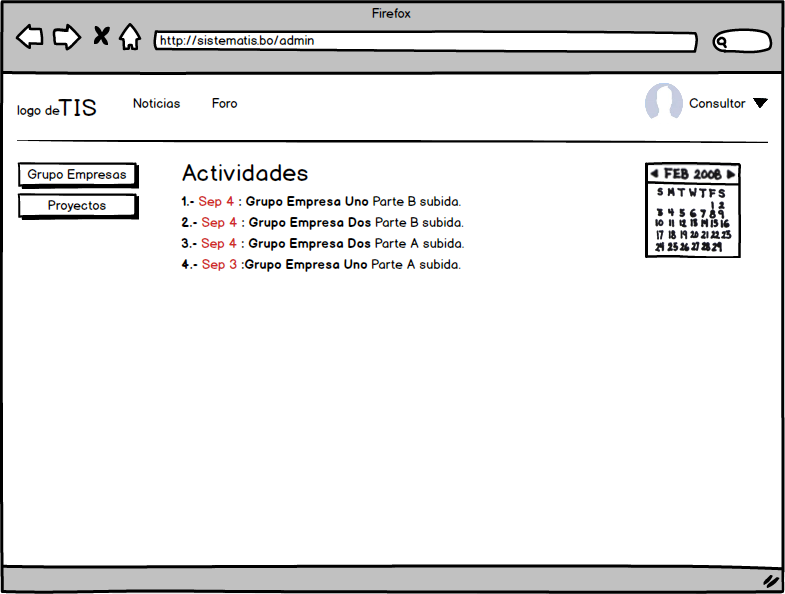 Firefox
http://sistematis.bo/admin
logo deTIS
Noticias
Foro
Consultor
Grupo Empresas
Proyectos
Actividades
1.- Sep 4 : Grupo Empresa Uno Parte B subida.
2.- Sep 4 : Grupo Empresa Dos Parte B subida.
3.- Sep 4 : Grupo Empresa Dos Parte A subida.
4.- Sep 3 :Grupo Empresa Uno Parte A subida.
FEB 2008
S M T W T F S
1 2
3 4 5 6 7 8 9
10 11 12 13 14 15 16
17 18 19 20 21 22 23
24 25 26 27 28 29